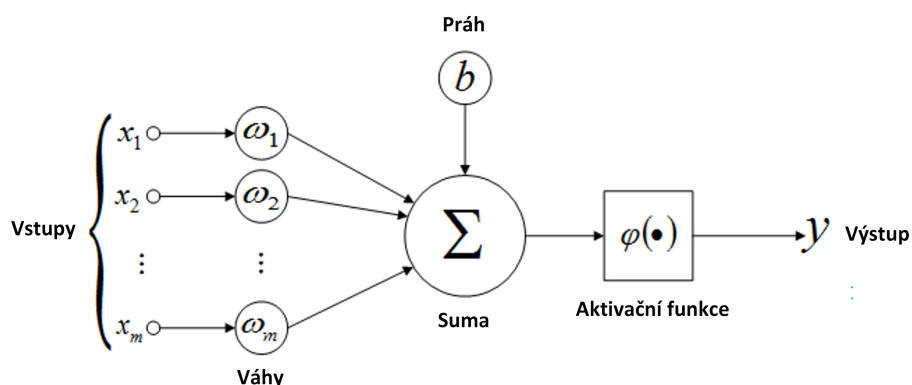 Práh
b
x₁ ω₁
x₂ ω₂
Vstupy
Σ
φ(•)
y Výstup
⋮ ⋮
Aktivační funkce
Suma
xₘ ωₘ
Váhy